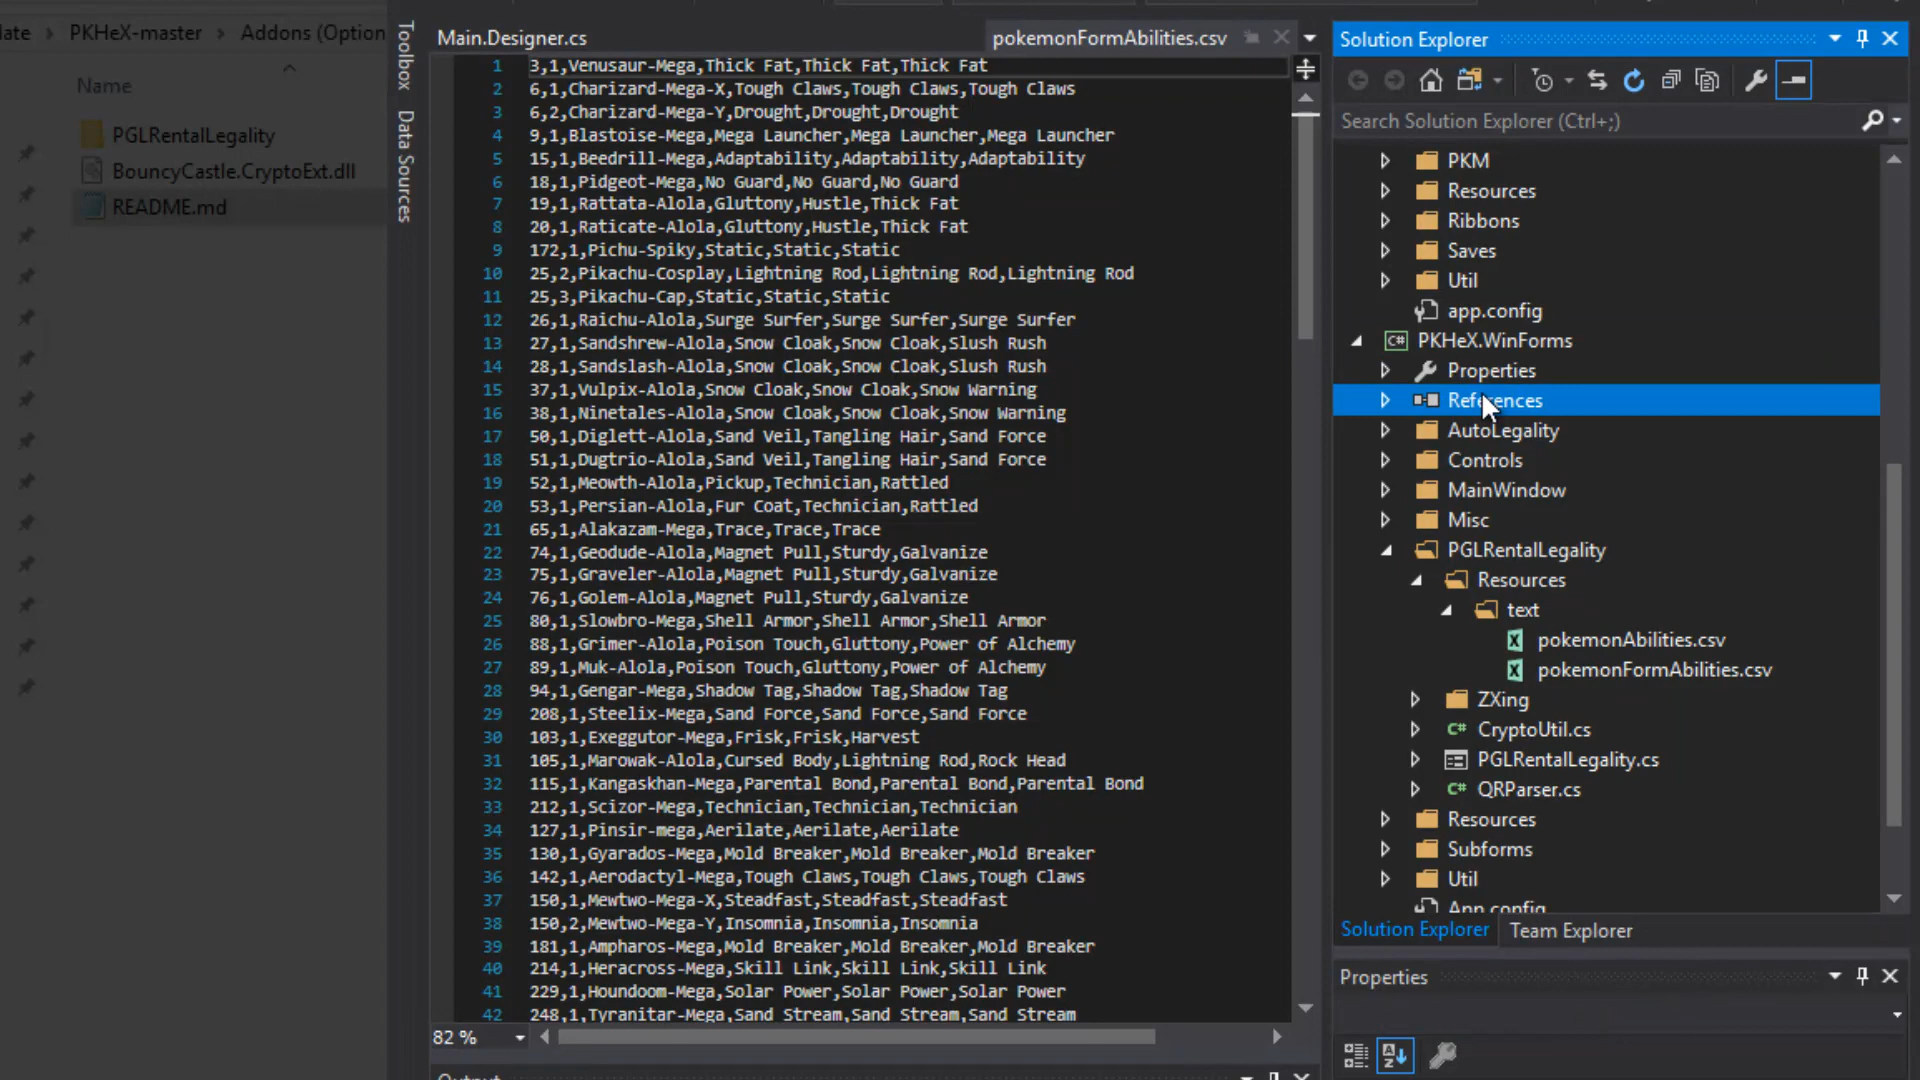 ate > PKHeX-master > Addons (Option
Name
PGLRentalLegality
BouncyCastle.CryptoExt.dll
README.md
Toolbox
Data Sources
Main.Designer.cs
pokemonFormAbilities.csv
1 3,1,Venusaur-Mega,Thick Fat,Thick Fat,Thick Fat
2 6,1,Charizard-Mega-X,Tough Claws,Tough Claws,Tough Claws
3 6,2,Charizard-Mega-Y,Drought,Drought,Drought
4 9,1,Blastoise-Mega,Mega Launcher,Mega Launcher,Mega Launcher
5 15,1,Beedrill-Mega,Adaptability,Adaptability,Adaptability
6 18,1,Pidgeot-Mega,No Guard,No Guard,No Guard
7 19,1,Rattata-Alola,Gluttony,Hustle,Thick Fat
8 20,1,Raticate-Alola,Gluttony,Hustle,Thick Fat
9 172,1,Pichu-Spiky,Static,Static,Static
10 25,2,Pikachu-Cosplay,Lightning Rod,Lightning Rod,Lightning Rod
11 25,3,Pikachu-Cap,Static,Static,Static
12 26,1,Raichu-Alola,Surge Surfer,Surge Surfer,Surge Surfer
13 27,1,Sandshrew-Alola,Snow Cloak,Snow Cloak,Slush Rush
14 28,1,Sandslash-Alola,Snow Cloak,Snow Cloak,Slush Rush
15 37,1,Vulpix-Alola,Snow Cloak,Snow Cloak,Snow Warning
16 38,1,Ninetales-Alola,Snow Cloak,Snow Cloak,Snow Warning
17 50,1,Diglett-Alola,Sand Veil,Tangling Hair,Sand Force
18 51,1,Dugtrio-Alola,Sand Veil,Tangling Hair,Sand Force
19 52,1,Meowth-Alola,Pickup,Technician,Rattled
20 53,1,Persian-Alola,Fur Coat,Technician,Rattled
21 65,1,Alakazam-Mega,Trace,Trace,Trace
22 74,1,Geodude-Alola,Magnet Pull,Sturdy,Galvanize
23 75,1,Graveler-Alola,Magnet Pull,Sturdy,Galvanize
24 76,1,Golem-Alola,Magnet Pull,Sturdy,Galvanize
25 80,1,Slowbro-Mega,Shell Armor,Shell Armor,Shell Armor
26 88,1,Grimer-Alola,Poison Touch,Gluttony,Power of Alchemy
27 89,1,Muk-Alola,Poison Touch,Gluttony,Power of Alchemy
28 94,1,Gengar-Mega,Shadow Tag,Shadow Tag,Shadow Tag
29 208,1,Steelix-Mega,Sand Force,Sand Force,Sand Force
30 103,1,Exeggutor-Mega,Frisk,Frisk,Harvest
31 105,1,Marowak-Alola,Cursed Body,Lightning Rod,Rock Head
32 115,1,Kangaskhan-Mega,Parental Bond,Parental Bond,Parental Bond
33 212,1,Scizor-Mega,Technician,Technician,Technician
34 127,1,Pinsir-mega,Aerilate,Aerilate,Aerilate
35 130,1,Gyarados-Mega,Mold Breaker,Mold Breaker,Mold Breaker
36 142,1,Aerodactyl-Mega,Tough Claws,Tough Claws,Tough Claws
37 150,1,Mewtwo-Mega-X,Steadfast,Steadfast,Steadfast
38 150,2,Mewtwo-Mega-Y,Insomnia,Insomnia,Insomnia
39 181,1,Ampharos-Mega,Mold Breaker,Mold Breaker,Mold Breaker
40 214,1,Heracross-Mega,Skill Link,Skill Link,Skill Link
41 229,1,Houndoom-Mega,Solar Power,Solar Power,Solar Power
42 248,1,Tyranitar-Mega,Sand Stream,Sand Stream,Sand Stream
82 %
Output
Solution Explorer
Search Solution Explorer (Ctrl+;)
PKM
Resources
Ribbons
Saves
Util
app.config
C# PKHeX.WinForms
Properties
References
AutoLegality
Controls
MainWindow
Misc
PGLRentalLegality
Resources
text
pokemonAbilities.csv
pokemonFormAbilities.csv
ZXing
C# CryptoUtil.cs
PGLRentalLegality.cs
C# QRParser.cs
Resources
Subforms
Util
App.config
Solution Explorer
Team Explorer
Properties